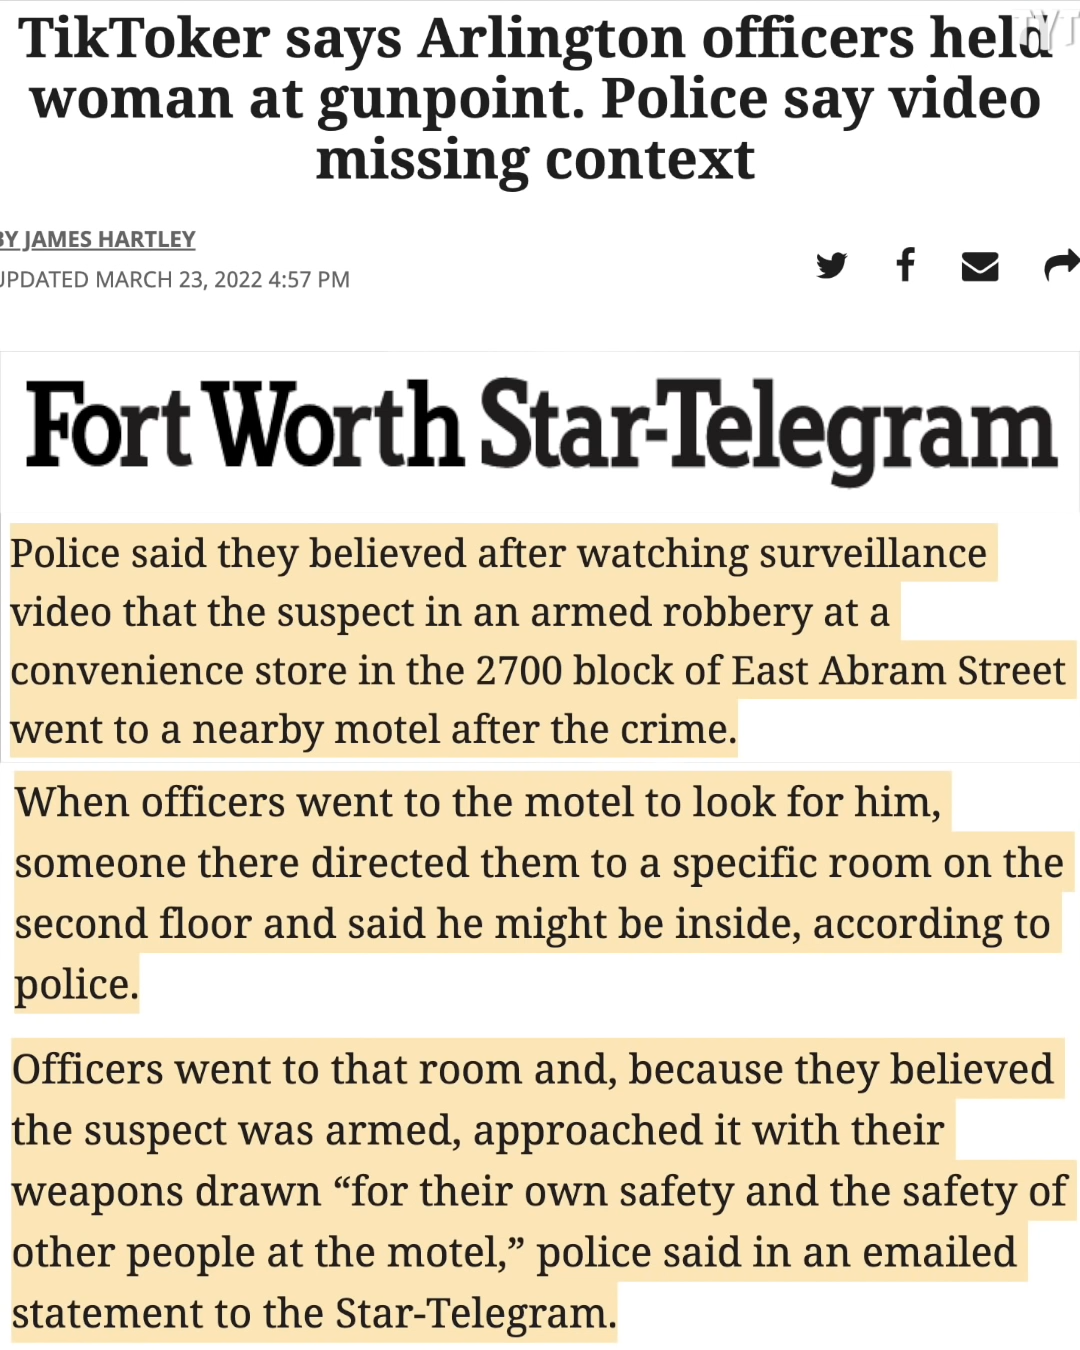 TikToker says Arlington officers held
TYT
woman at gunpoint. Police say video
missing context
BY JAMES HARTLEY
UPDATED MARCH 23, 2022 4:57 PM
Fort Worth Star-Telegram
Police said they believed after watching surveillance
video that the suspect in an armed robbery at a
convenience store in the 2700 block of East Abram Street
went to a nearby motel after the crime.
When officers went to the motel to look for him,
someone there directed them to a specific room on the
second floor and said he might be inside, according to
police.
Officers went to that room and, because they believed
the suspect was armed, approached it with their
weapons drawn “for their own safety and the safety of
other people at the motel,” police said in an emailed
statement to the Star-Telegram.